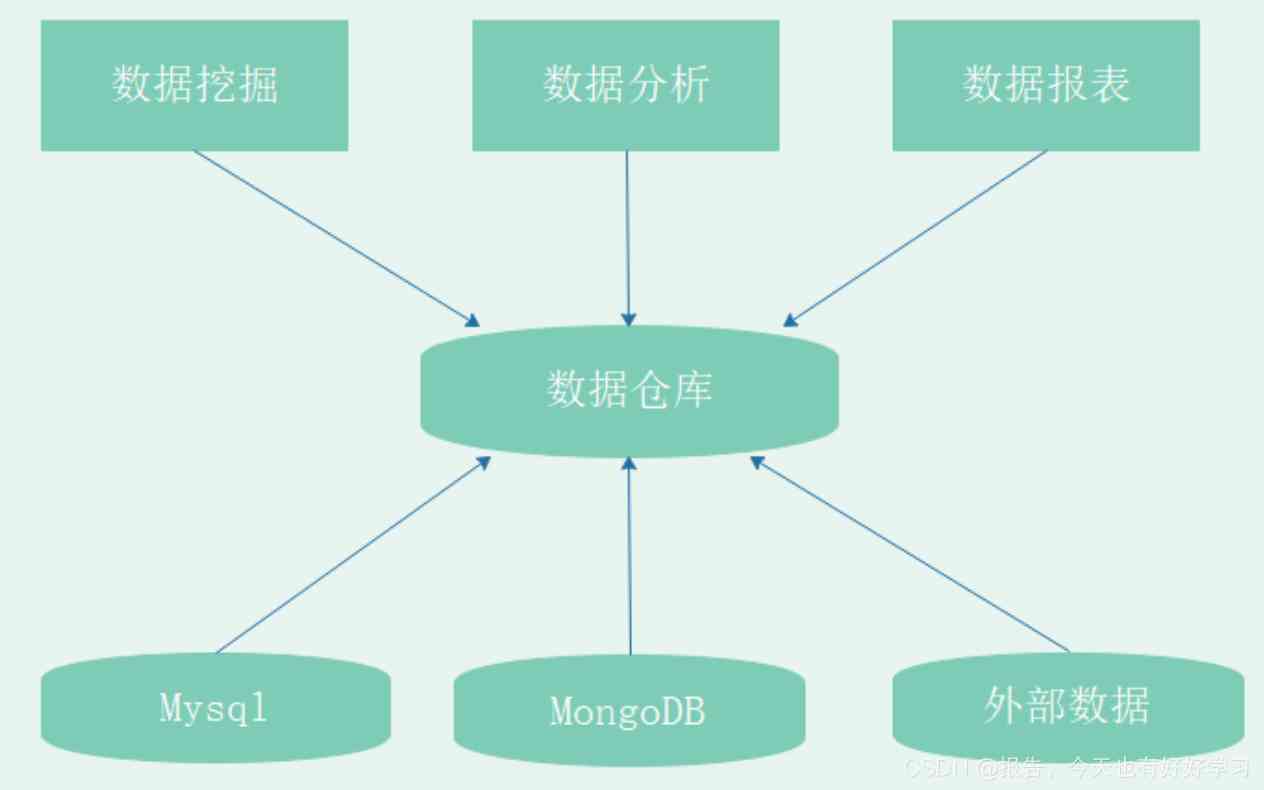 数据挖掘
数据分析
数据报表
数据仓库
Mysql
MongoDB
外部数据
CSDN @报告，今天也有好好学习